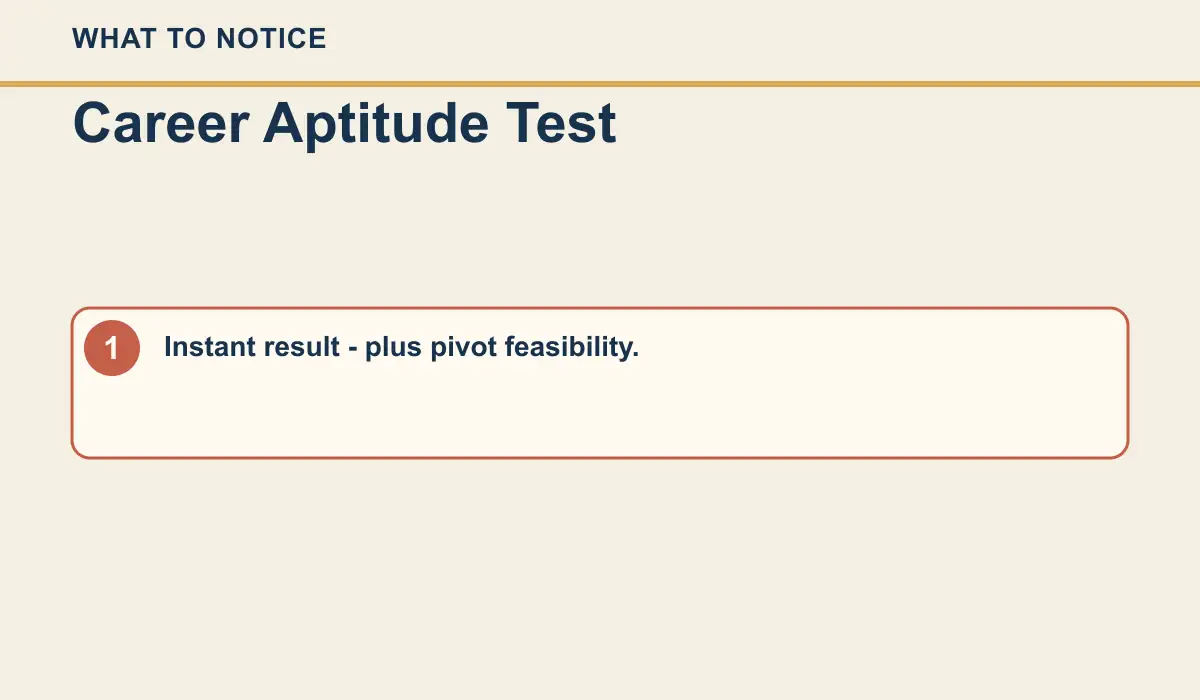 WHAT TO NOTICE
Career Aptitude Test
1 Instant result - plus pivot feasibility.